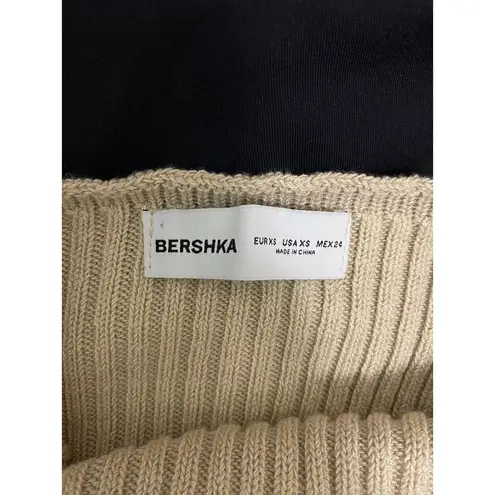 BERSHKA
EUR XS USA XS MEX 24
MADE IN CHINA